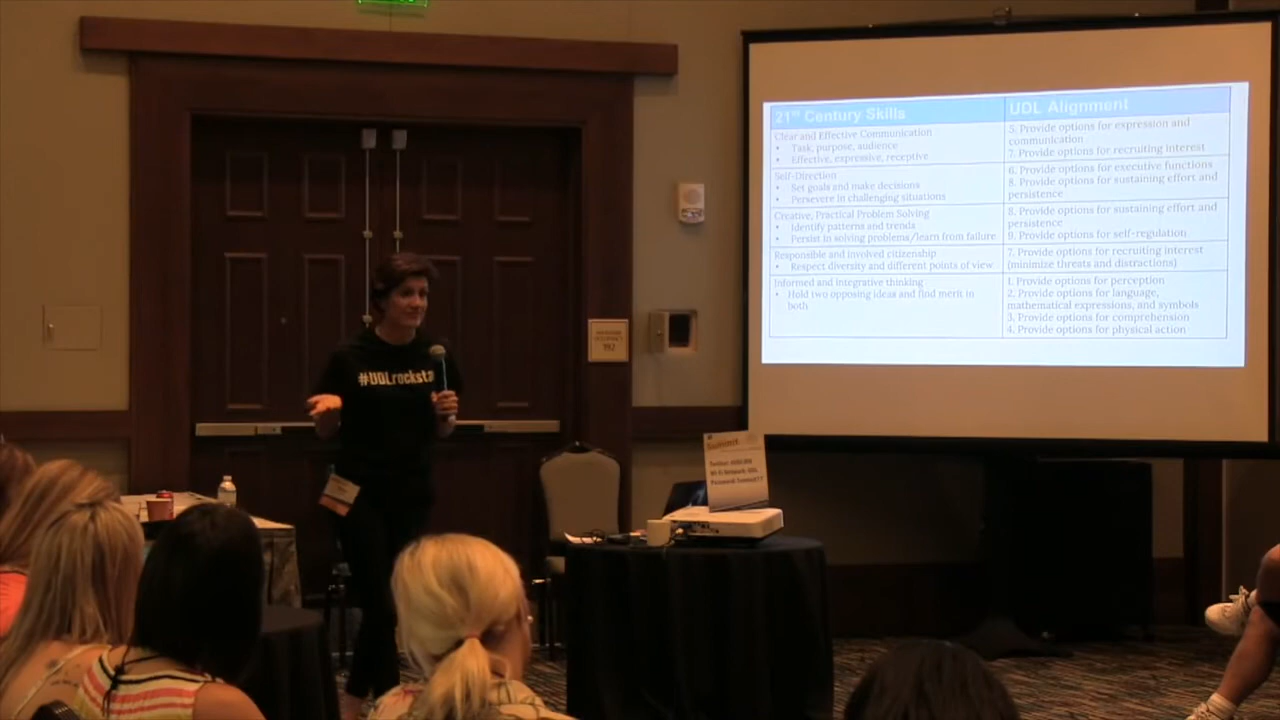 21st Century Skills
UDL Alignment
Clear and Effective Communication
• Task, purpose, audience
• Effective, expressive, receptive
5. Provide options for expression and
communication
7. Provide options for recruiting interest
Self-Direction
• Set goals and make decisions
• Persevere in challenging situations
6. Provide options for executive functions
8. Provide options for sustaining effort and
persistence
Creative, Practical Problem Solving
• Identify patterns and trends
• Persist in solving problems/learn from failure
8. Provide options for sustaining effort and
persistence
9. Provide options for self-regulation
Responsible and involved citizenship
• Respect diversity and different points of view
7. Provide options for recruiting interest
(minimize threats and distractions)
Informed and integrative thinking
• Hold two opposing ideas and find merit in
both
1. Provide options for perception
2. Provide options for language,
mathematical expressions, and symbols
3. Provide options for comprehension
4. Provide options for physical action
#UDLrocksta
192
Summit